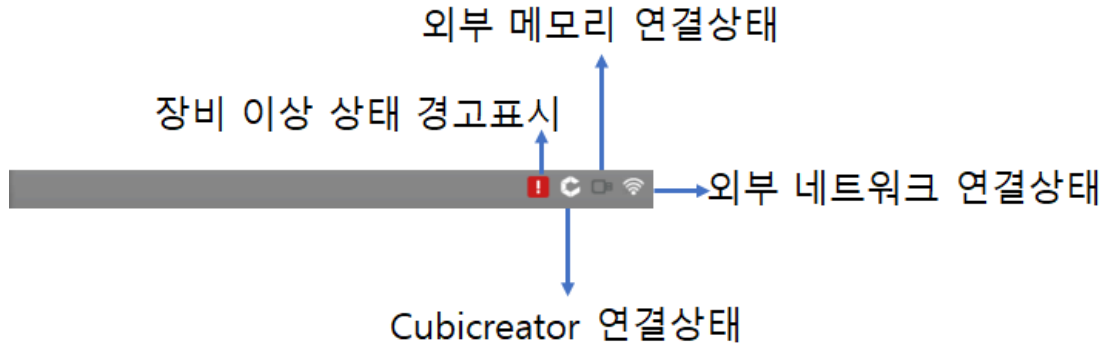 외부 메모리 연결상태
장비 이상 상태 경고표시
외부 네트워크 연결상태
Cubicreator 연결상태